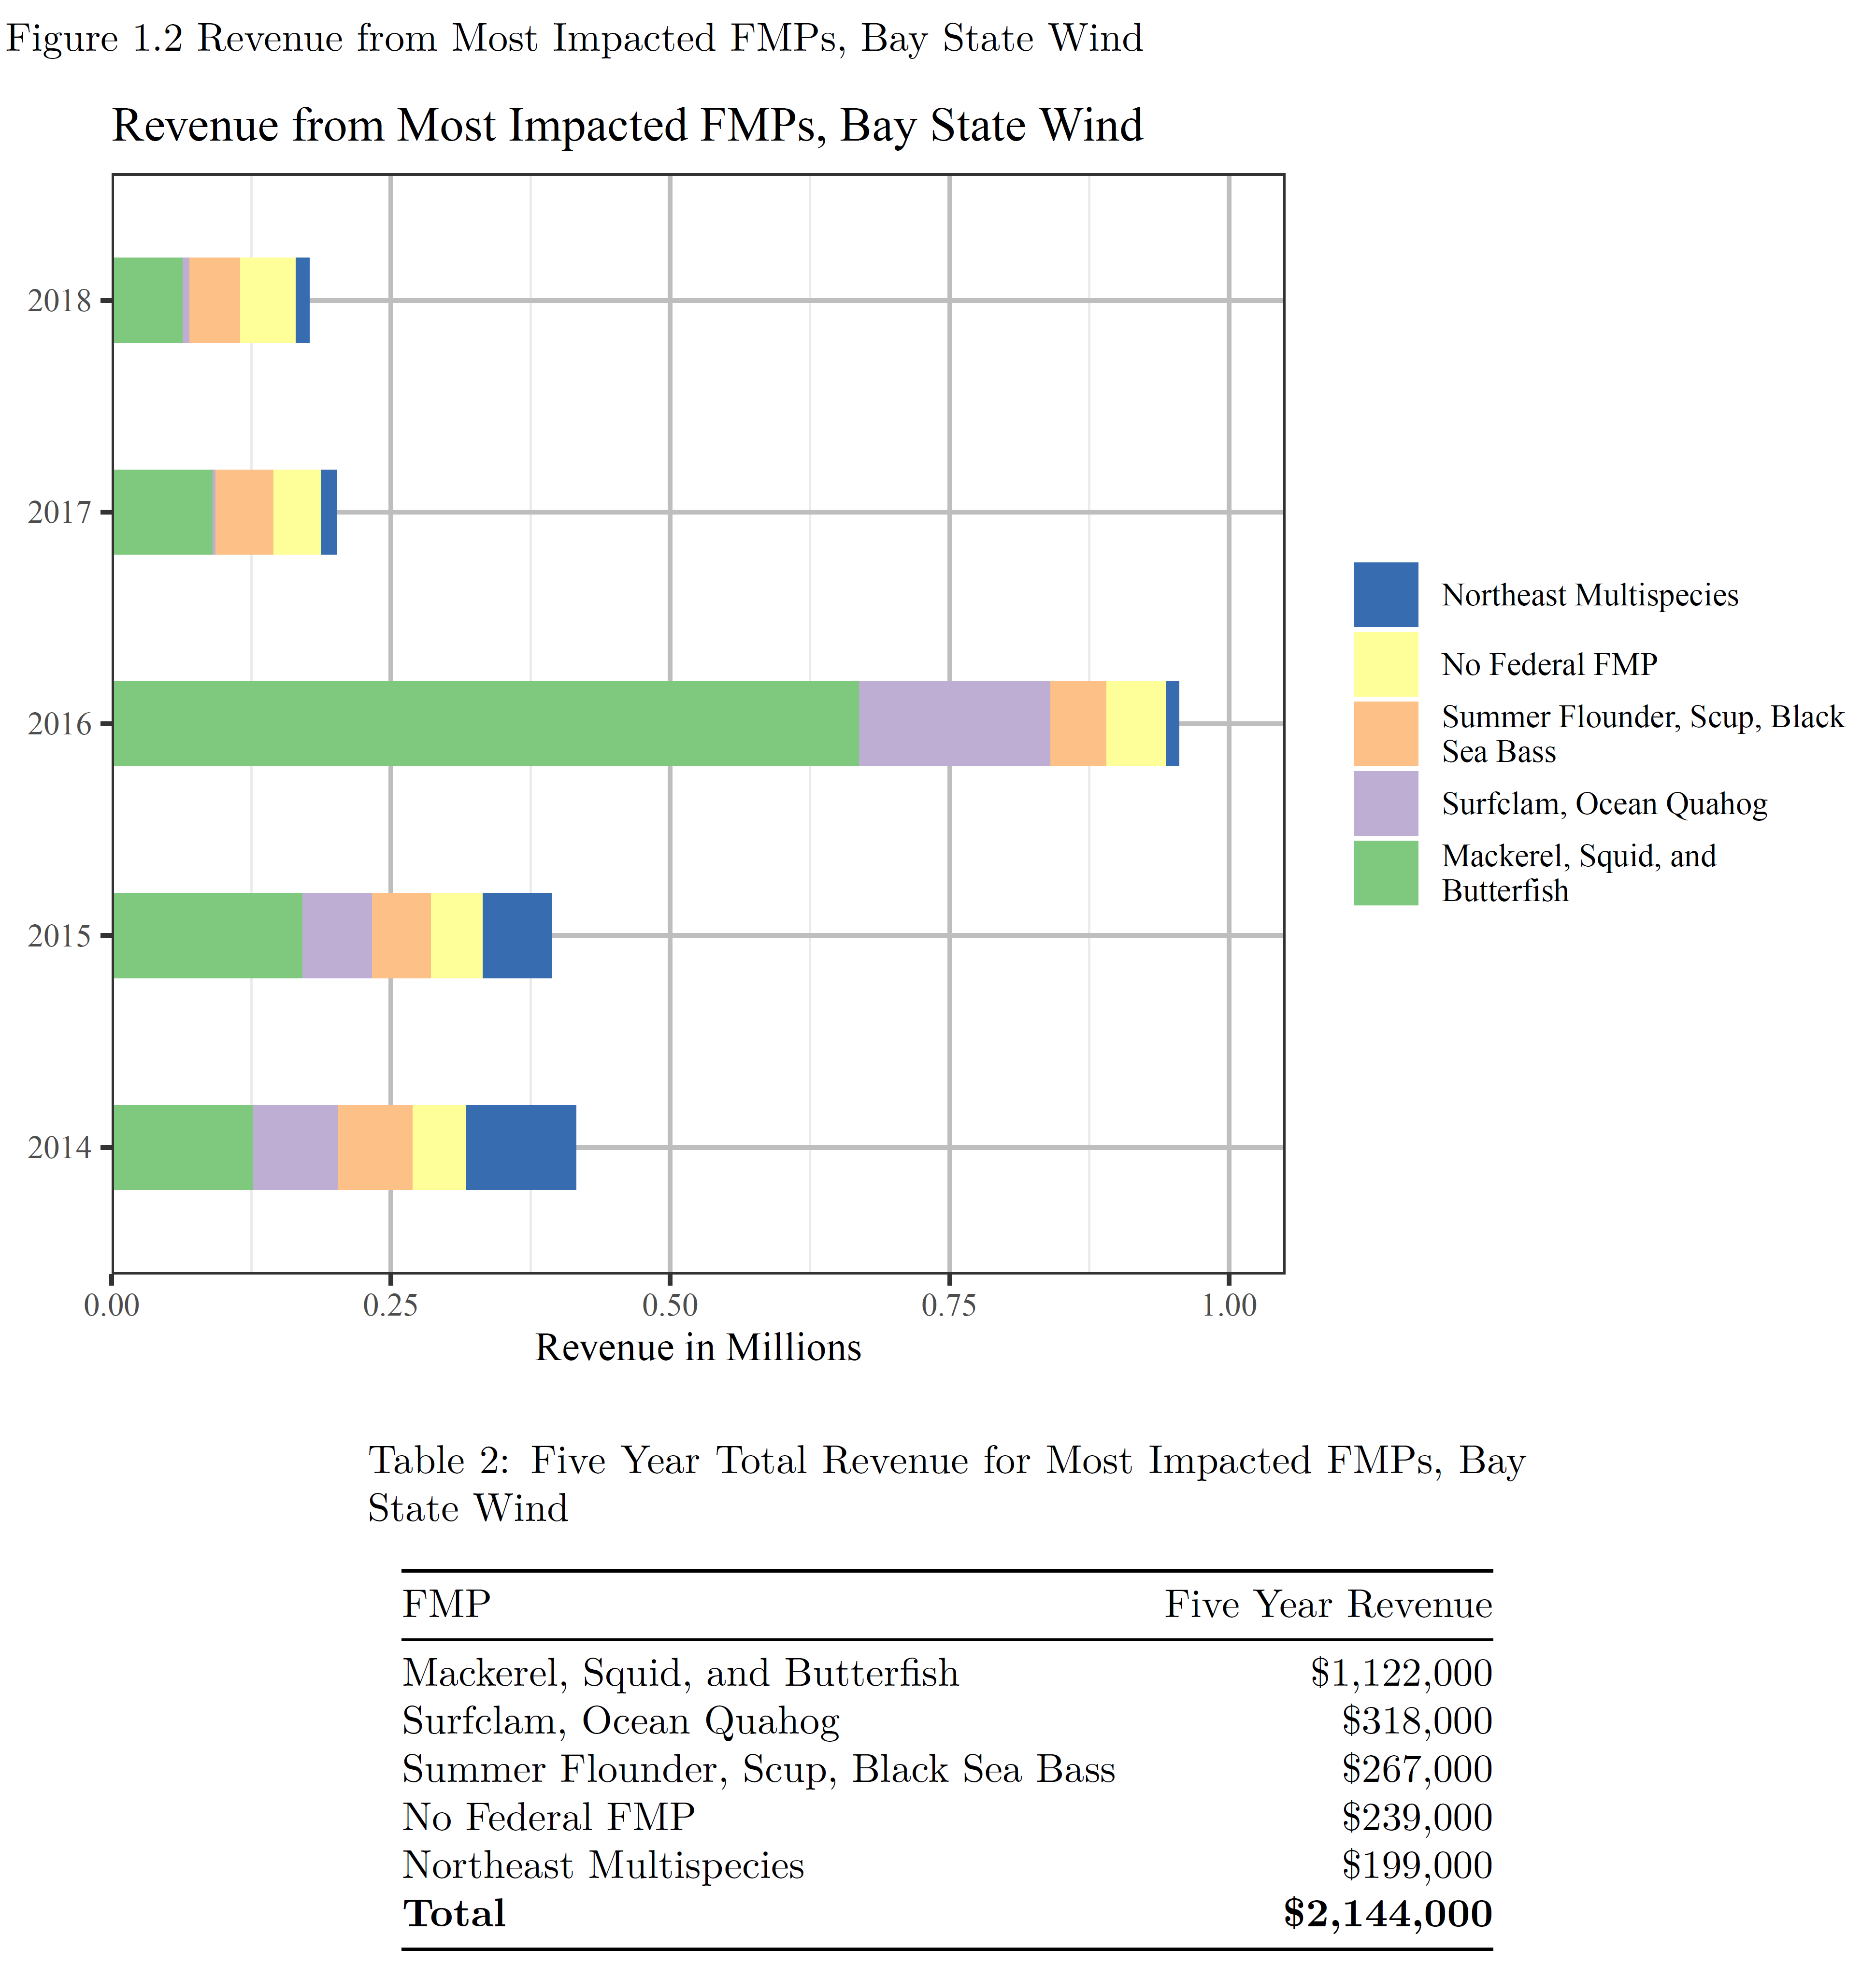 Figure 1.2 Revenue from Most Impacted FMPs, Bay State Wind
Revenue from Most Impacted FMPs, Bay State Wind
2018
2017
2016
2015
2014
0.00 0.25 0.50 0.75 1.00
Revenue in Millions
Northeast Multispecies
No Federal FMP
Summer Flounder, Scup, Black
Sea Bass
Surfclam, Ocean Quahog
Mackerel, Squid, and
Butterfish
Table 2: Five Year Total Revenue for Most Impacted FMPs, Bay
State Wind
FMP Five Year Revenue
Mackerel, Squid, and Butterfish $1,122,000
Surfclam, Ocean Quahog $318,000
Summer Flounder, Scup, Black Sea Bass $267,000
No Federal FMP $239,000
Northeast Multispecies $199,000
Total $2,144,000